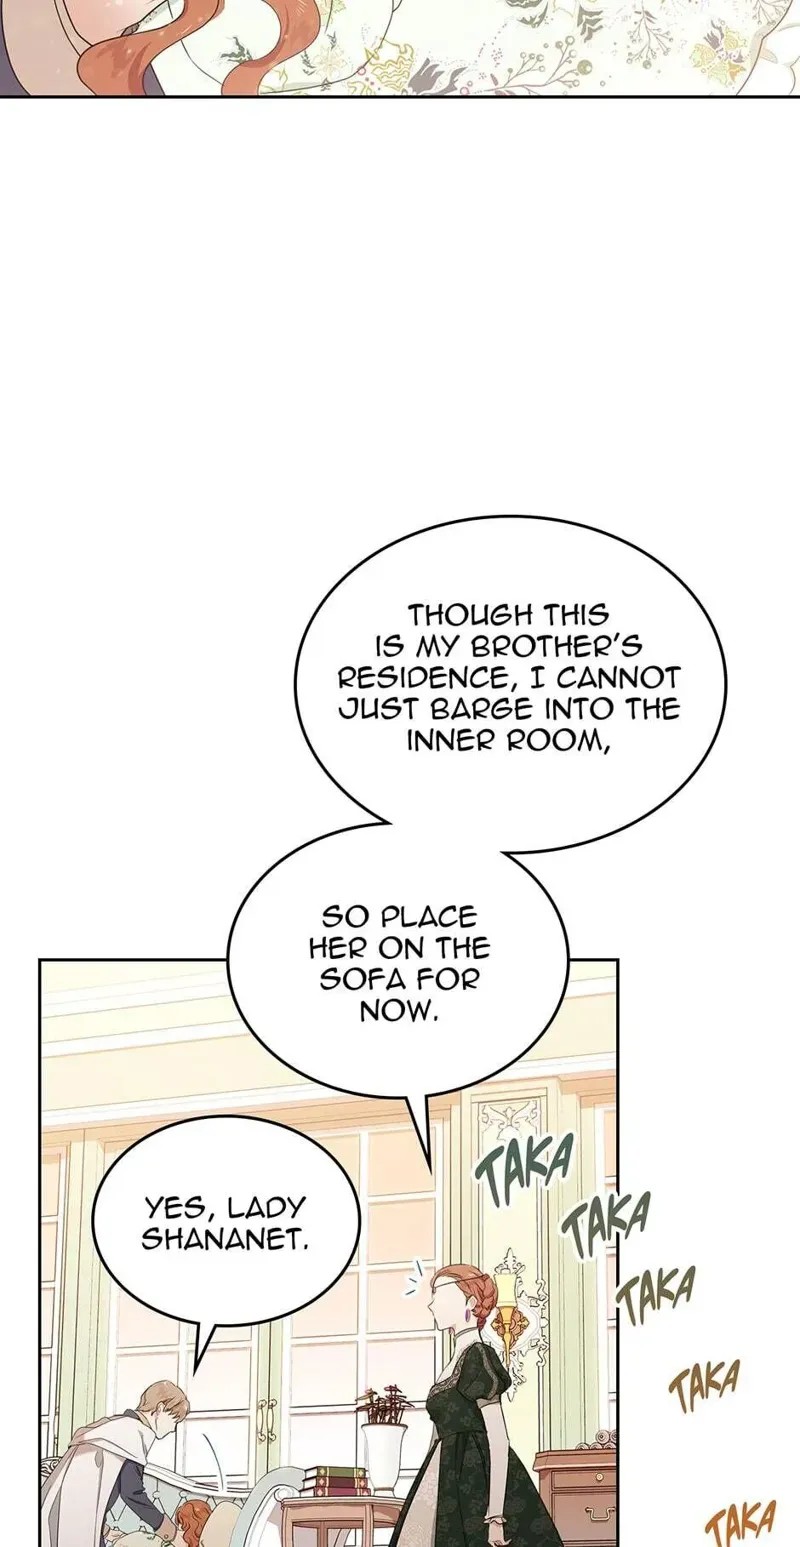 THOUGH THIS
IS MY BROTHER'S
RESIDENCE, I CANNOT
JUST BARGE INTO THE
INNER ROOM,
SO PLACE
HER ON THE
SOFA FOR
NOW.
YES, LADY
SHANANET.
TAKA
TAKA
TAKA
TAKA
TAKA